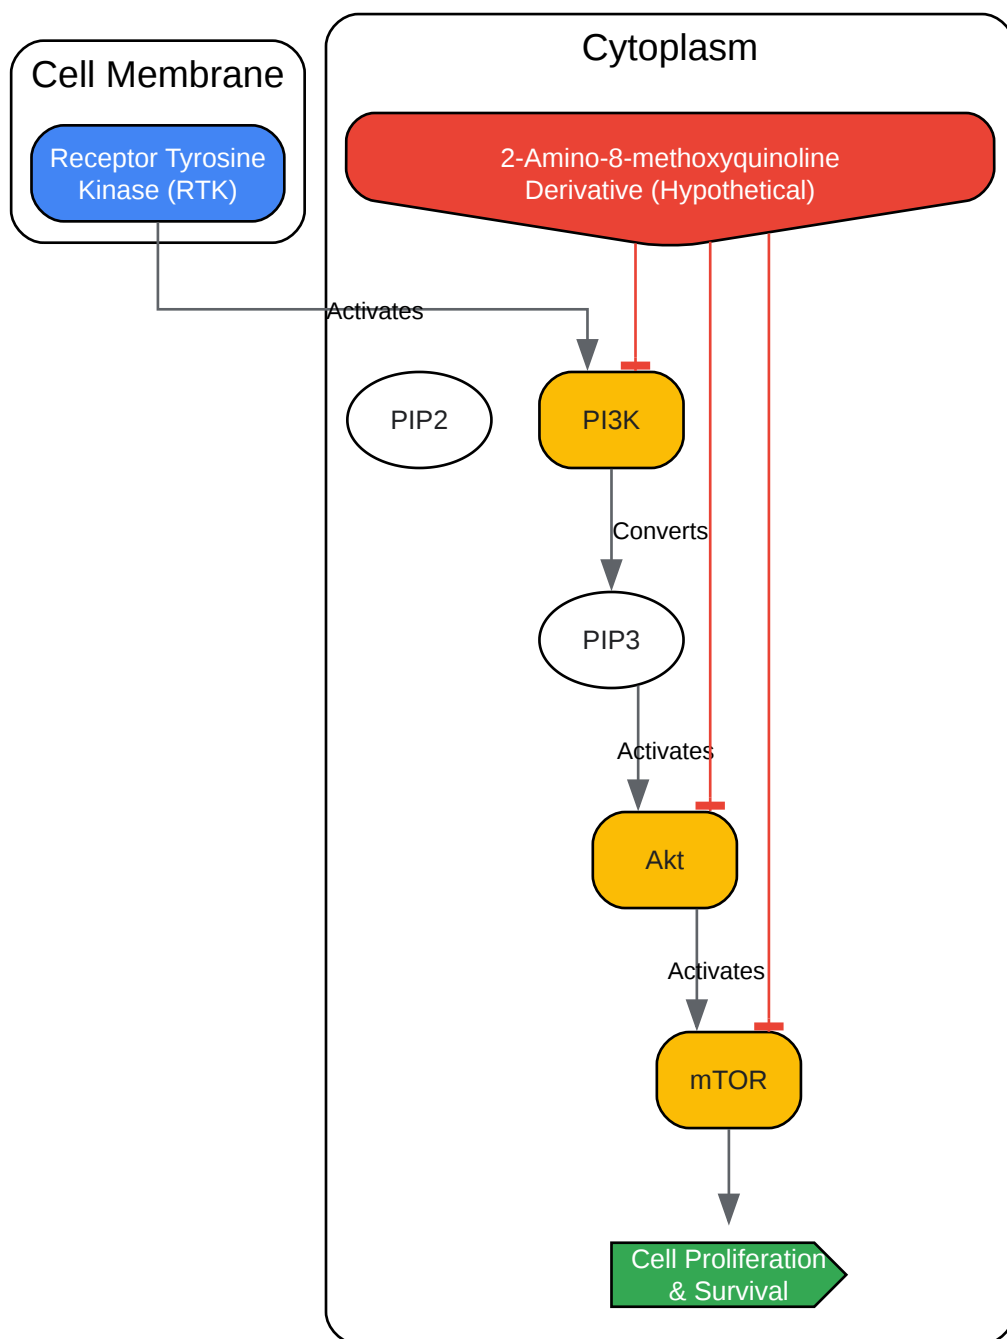 Cytoplasm
Cell Membrane
Receptor Tyrosine
Kinase (RTK)
2-Amino-8-methoxyquinoline
Derivative (Hypothetical)
Activates
PIP2
PI3K
Converts
PIP3
Activates
Akt
Activates
mTOR
Cell Proliferation
& Survival